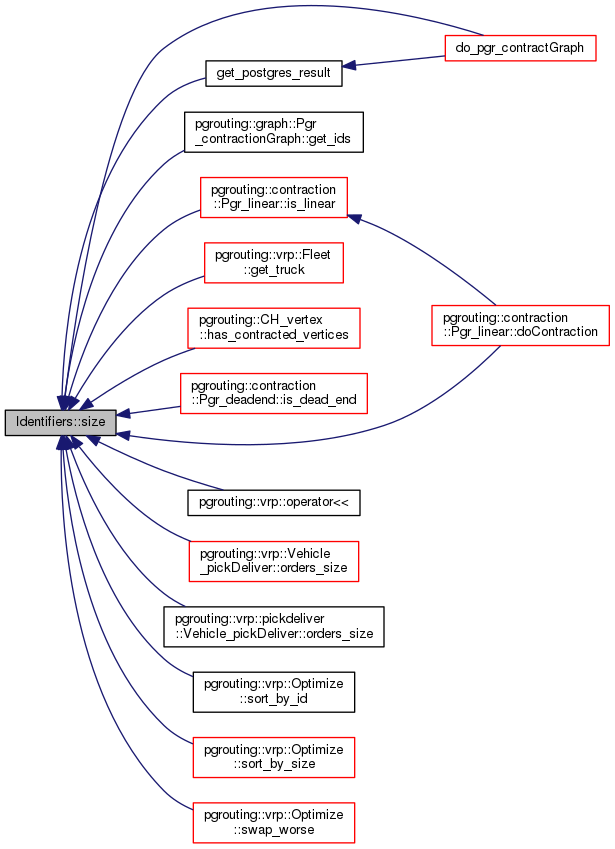 do_pgr_contractGraph
get_postgres_result
pgrouting::graph::Pgr
_contractionGraph::get_ids
pgrouting::contraction
::Pgr_linear::is_linear
pgrouting::vrp::Fleet
::get_truck
pgrouting::CH_vertex
::has_contracted_vertices
pgrouting::contraction
::Pgr_linear::doContraction
pgrouting::contraction
::Pgr_deadend::is_dead_end
Identifiers::size
pgrouting::vrp::operator<<
pgrouting::vrp::Vehicle
_pickDeliver::orders_size
pgrouting::vrp::pickdeliver
::Vehicle_pickDeliver::orders_size
pgrouting::vrp::Optimize
::sort_by_id
pgrouting::vrp::Optimize
::sort_by_size
pgrouting::vrp::Optimize
::swap_worse